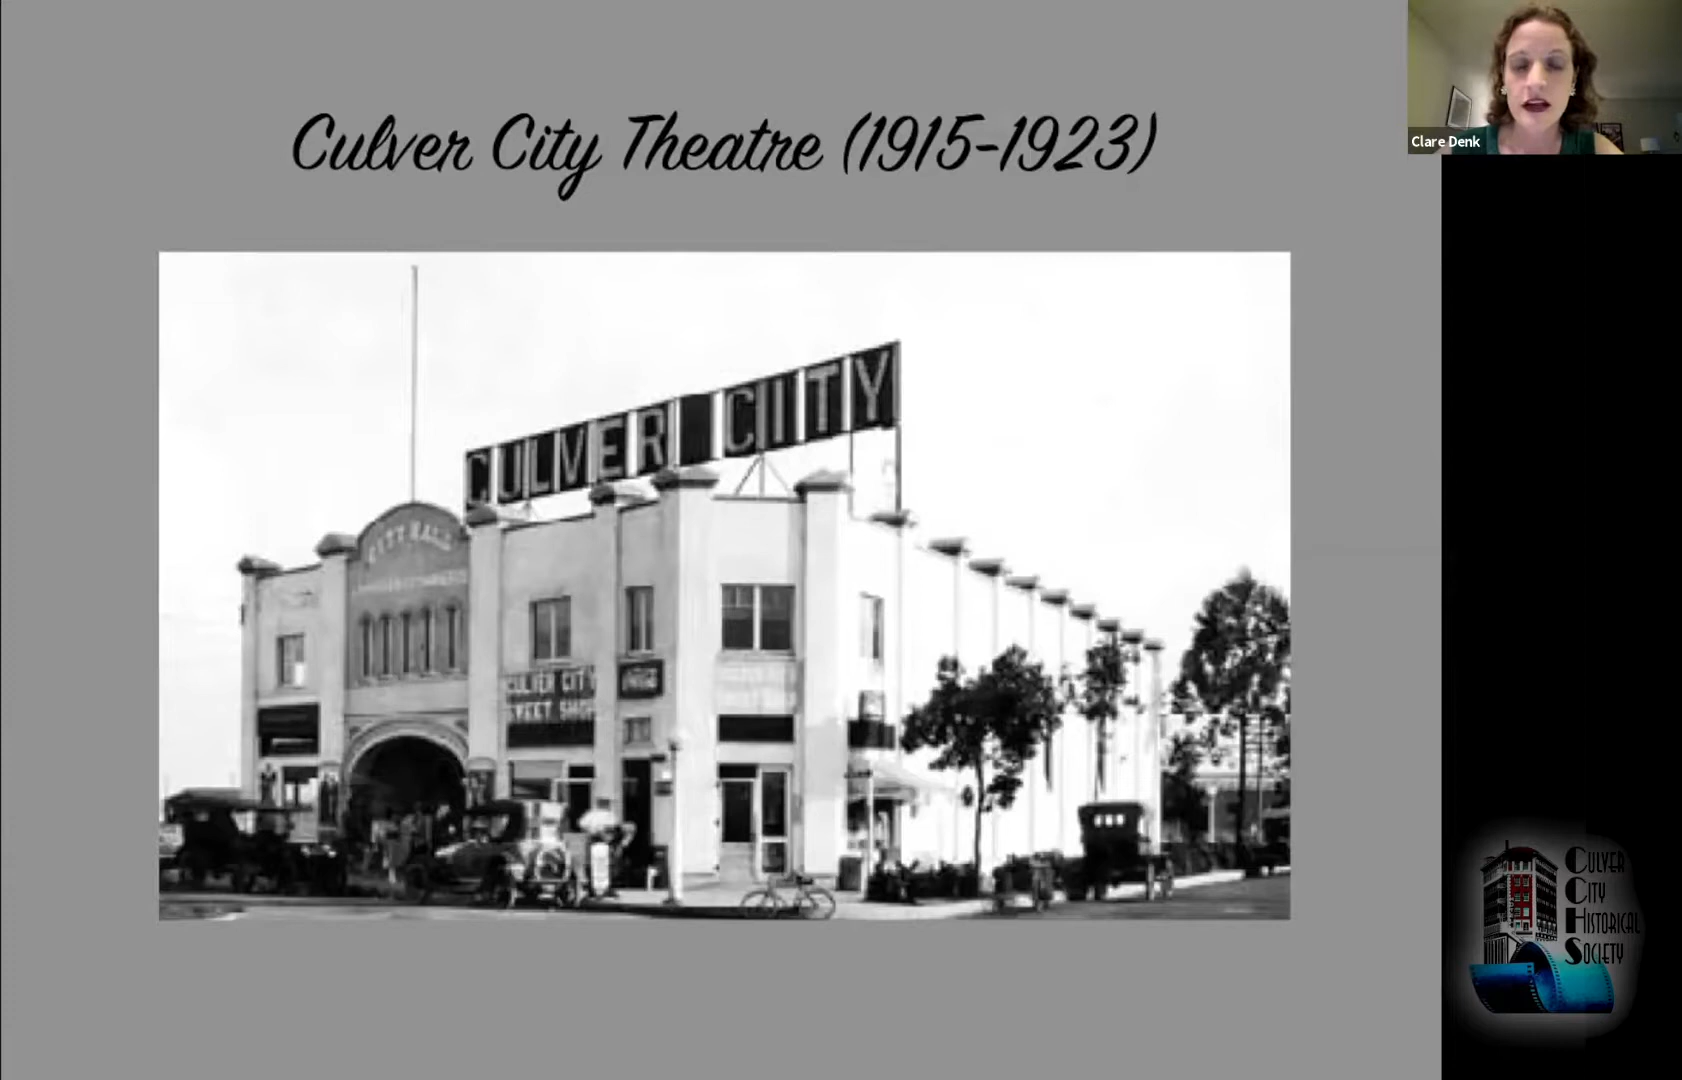 Culver City Theatre (1915-1923)
Clare Denk
CULVER CITY
CITY HALL
CULVER CITY
SWEET SHOP
CULVER
CITY
HISTORICAL
SOCIETY